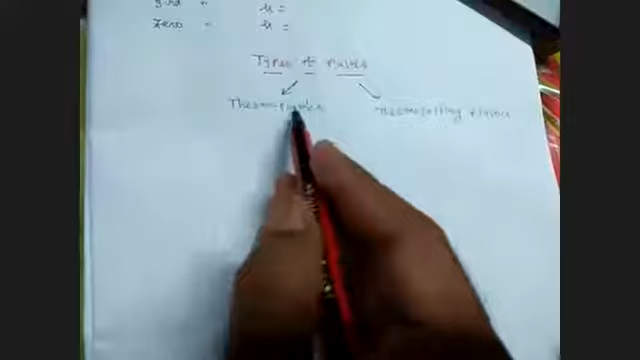 Zero " k =
Types of Plastics
Thermoplastics Thermosetting plastics